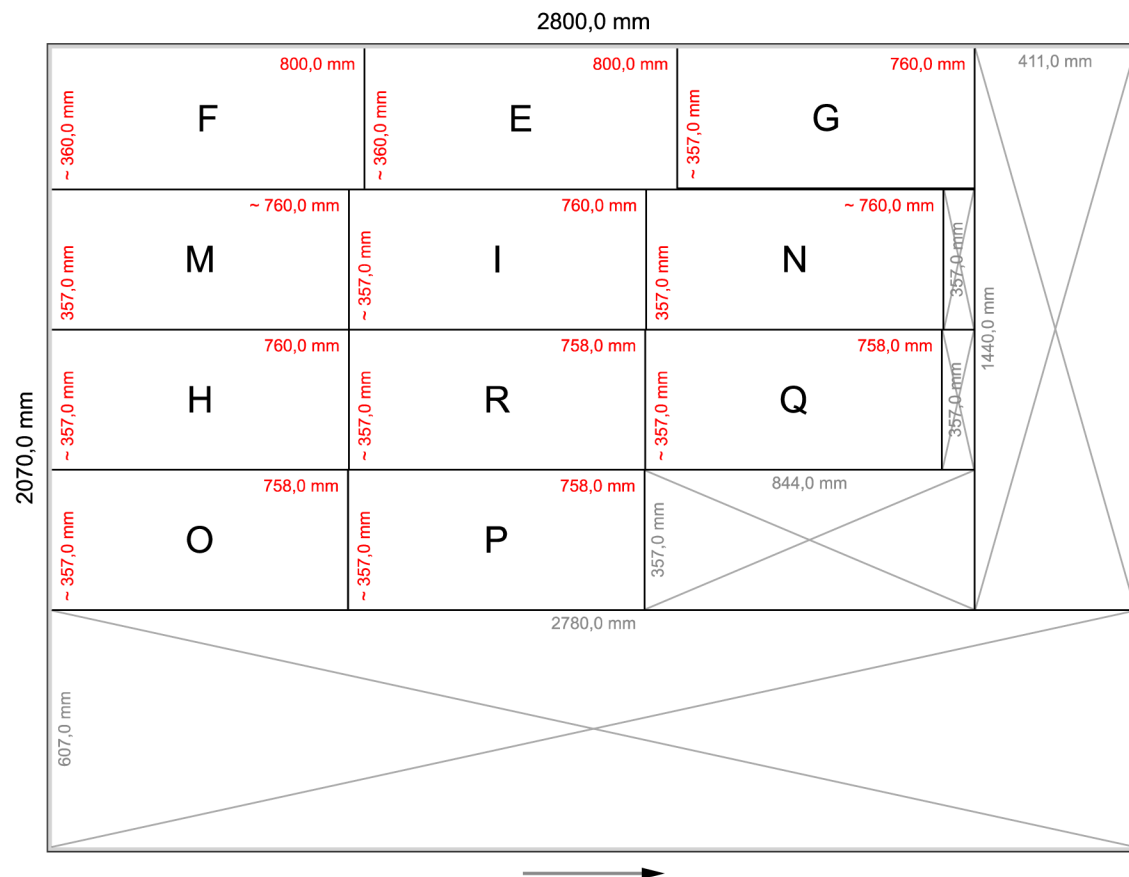 2800,0 mm
800,0 mm
800,0 mm
760,0 mm
411,0 mm
F
E
G
~ 360,0 mm
~ 360,0 mm
~ 357,0 mm
~ 760,0 mm
760,0 mm
~ 760,0 mm
M
I
N
357,0 mm
~ 357,0 mm
357,0 mm
357,0 mm
1440,0 mm
760,0 mm
758,0 mm
758,0 mm
H
R
Q
~ 357,0 mm
~ 357,0 mm
~ 357,0 mm
357,0 mm
2070,0 mm
758,0 mm
758,0 mm
844,0 mm
O
P
~ 357,0 mm
~ 357,0 mm
357,0 mm
2780,0 mm
607,0 mm